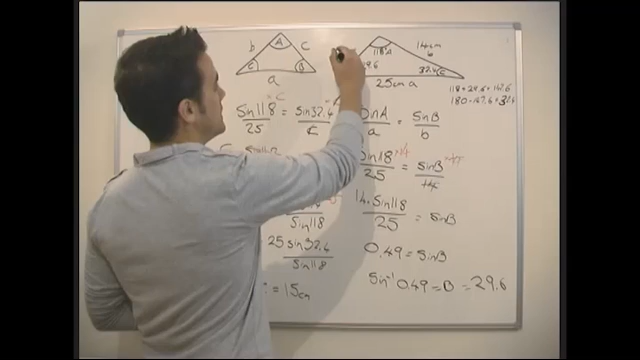 b A c
C B
a
118°A 14cm
b
29.6 32.4 C
25cm a
118+29.6=147.6
180-147.6=32.4
sin118 = sin32.4
25 c
sinA = sinB
a b
sin118 = sinB
25 14
sin118
14.sin118 = sinB
25
25 sin32.4
sin118
0.49 = sinB
= 15cm
sin⁻¹ 0.49 = B = 29.6